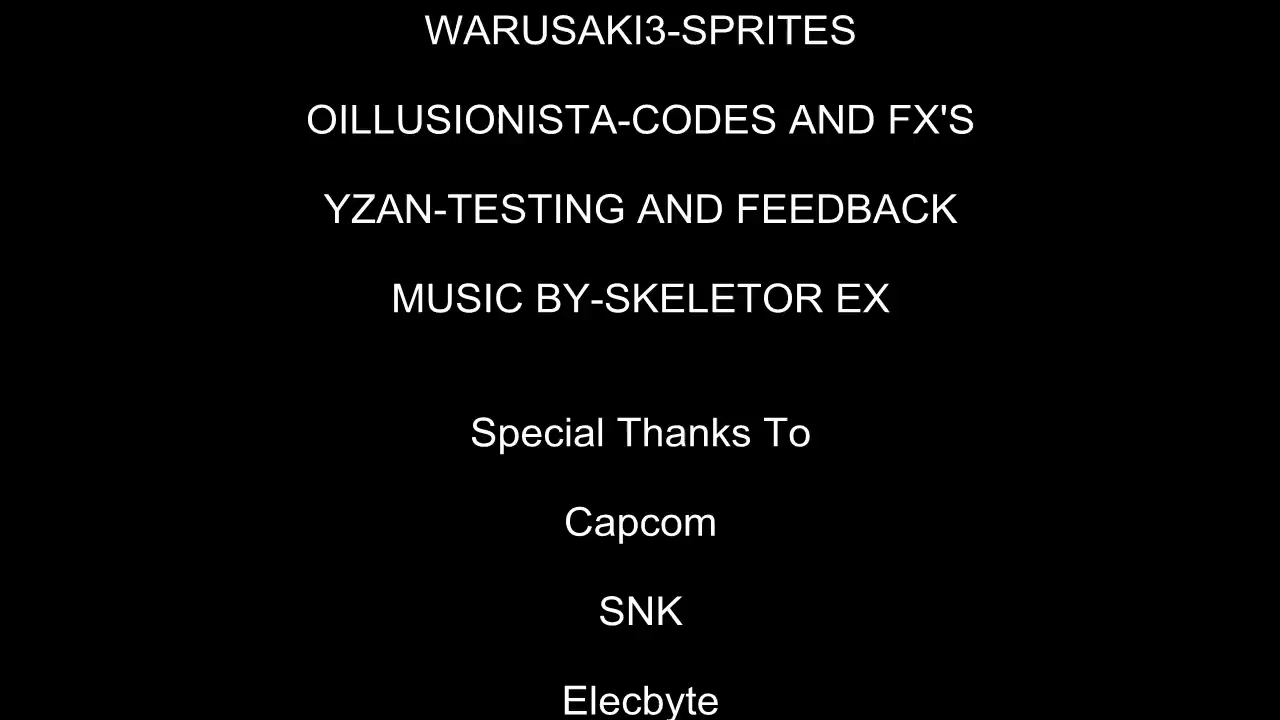 WARUSAKI3-SPRITES
OILLUSIONISTA-CODES AND FX'S
YZAN-TESTING AND FEEDBACK
MUSIC BY-SKELETOR EX
Special Thanks To
Capcom
SNK
Elecbyte